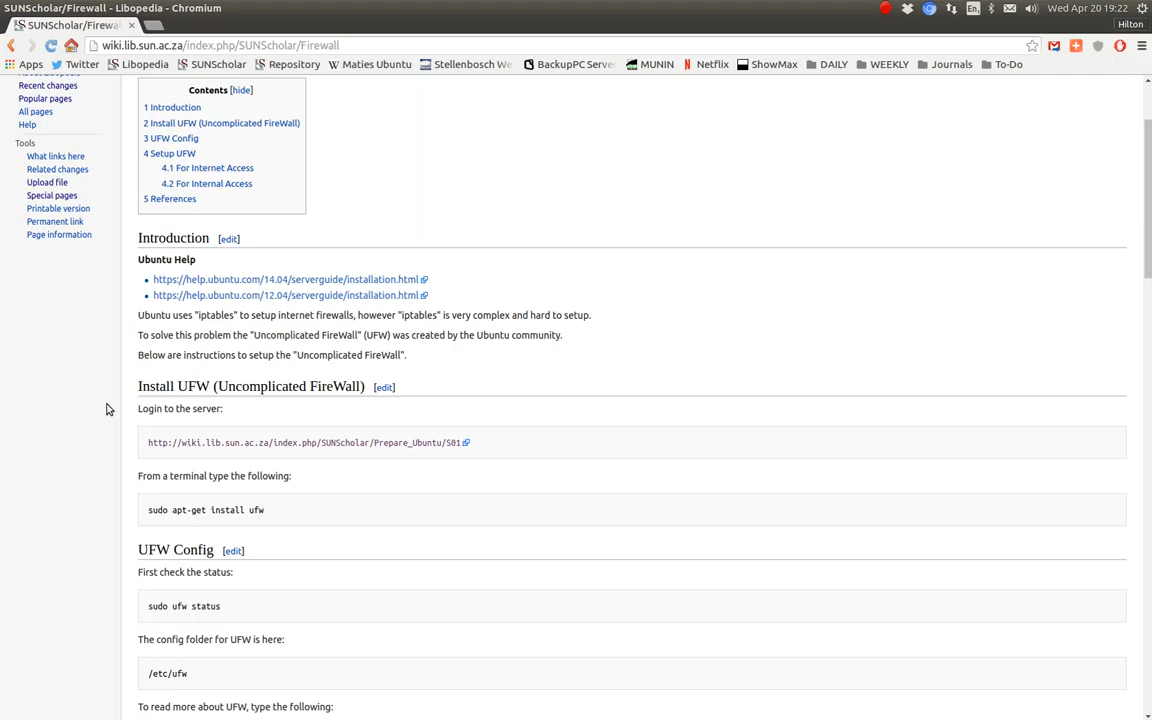 SUNScholar/Firewall - Libopedia - Chromium
En
Wed Apr 20 19:22
SUNScholar/Firewa
Hilton
wiki.lib.sun.ac.za/index.php/SUNScholar/Firewall
Apps Twitter Libopedia SUNScholar Repository Maties Ubuntu Stellenbosch We BackupPC Serve MUNIN Netflix ShowMax DAILY WEEKLY Journals To-Do
Recent changes
Popular pages
All pages
Help
Tools
What links here
Related changes
Upload file
Special pages
Printable version
Permanent link
Page information
Contents [hide]
1 Introduction
2 Install UFW (Uncomplicated FireWall)
3 UFW Config
4 Setup UFW
4.1 For Internet Access
4.2 For Internal Access
5 References
Introduction [edit]
Ubuntu Help
https://help.ubuntu.com/14.04/serverguide/installation.html
https://help.ubuntu.com/12.04/serverguide/installation.html
Ubuntu uses "iptables" to setup internet firewalls, however "iptables" is very complex and hard to setup.
To solve this problem the "Uncomplicated FireWall" (UFW) was created by the Ubuntu community.
Below are instructions to setup the "Uncomplicated FireWall".
Install UFW (Uncomplicated FireWall) [edit]
Login to the server:
http://wiki.lib.sun.ac.za/index.php/SUNScholar/Prepare_Ubuntu/S01
From a terminal type the following:
sudo apt-get install ufw
UFW Config [edit]
First check the status:
sudo ufw status
The config folder for UFW is here:
/etc/ufw
To read more about UFW, type the following: